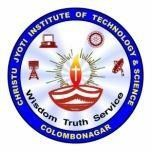 CHRISTU JYOTI INSTITUTE OF TECHNOLOGY & SCIENCE
Wisdom Truth Service
COLOMBONAGAR